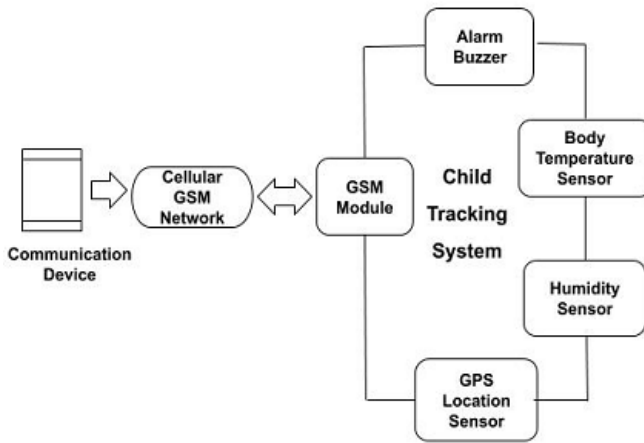 Alarm
Buzzer
Body
Temperature
Sensor
Cellular
GSM
Network
GSM
Module
Child
Tracking
System
Communication
Device
Humidity
Sensor
GPS
Location
Sensor